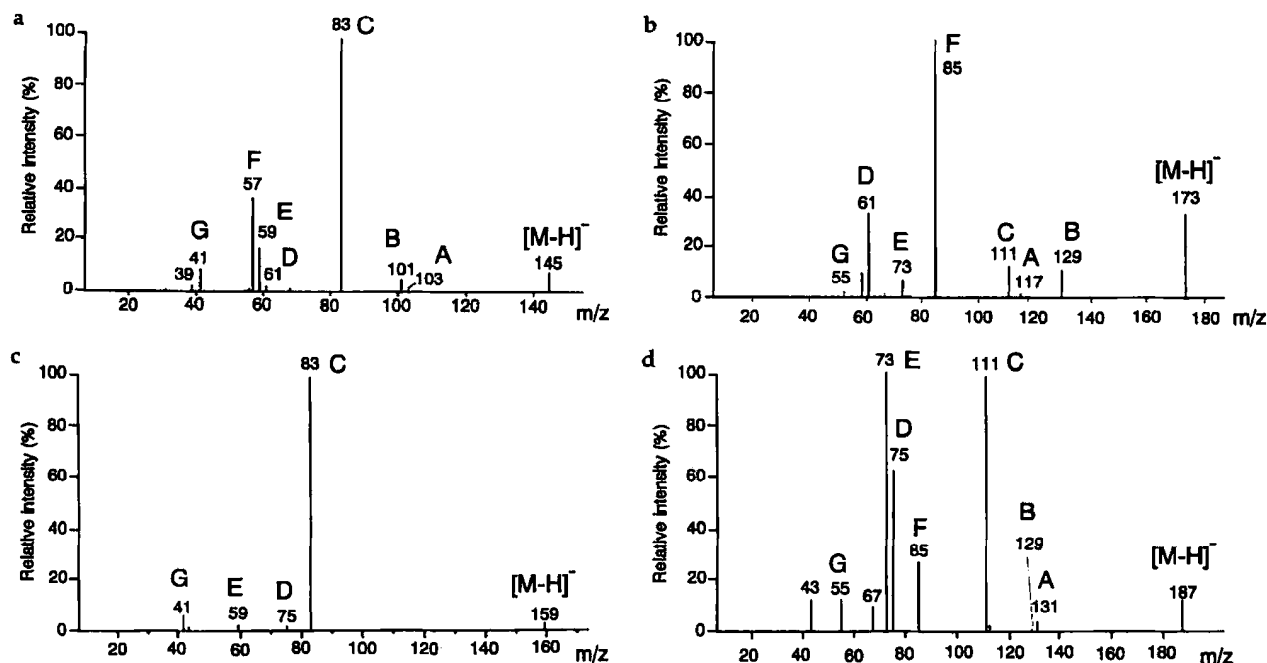 a
Relative intensity (%)
100
80
60
40
20
0
83 C
F
57
E
59
D
61
G
41
39
B
101
A
103
[M-H]⁻
145
20 40 60 80 100 120 140
m/z
b
Relative intensity (%)
100
80
60
40
20
0
F
85
D
61
G
55
E
73
C
111
A
117
B
129
[M-H]⁻
173
20 40 60 80 100 120 140 160 180
m/z
c
Relative intensity (%)
100
80
60
40
20
0
83 C
G
41
E
59
D
75
[M-H]⁻
159
20 40 60 80 100 120 140 160
m/z
d
Relative intensity (%)
100
80
60
40
20
0
73 E
111 C
D
75
F
85
43
G
55
67
B
129
A
131
[M-H]⁻
187
20 40 60 80 100 120 140 160 180
m/z